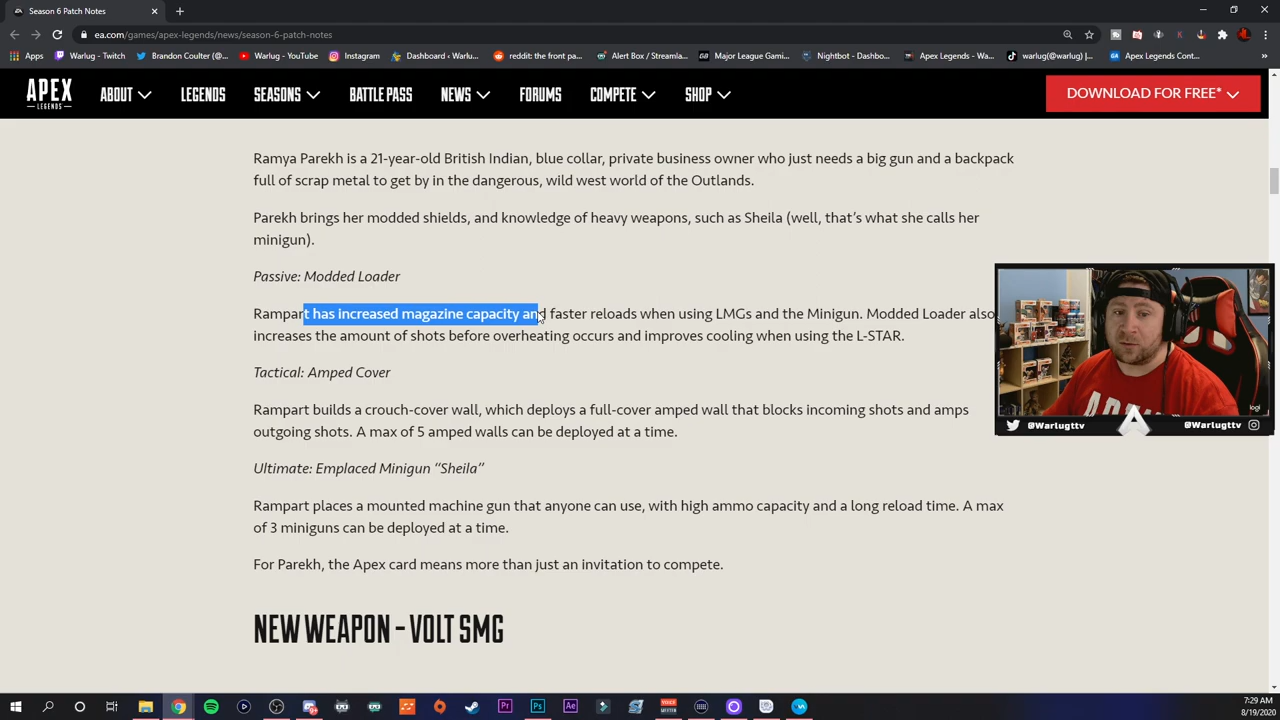 Season 6 Patch Notes
ea.com/games/apex-legends/news/season-6-patch-notes
Apps
Warlug - Twitch
Brandon Coulter (@...
Warlug - YouTube
Instagram
Dashboard ‹ Warlu...
reddit: the front pa...
Alert Box / Streamla...
Major League Gami...
Nightbot - Dashbo...
Apex Legends - Wa...
warlug(@warlug) |...
Apex Legends Cont...
APEX
LEGENDS
ABOUT
LEGENDS
SEASONS
BATTLE PASS
NEWS
FORUMS
COMPETE
SHOP
DOWNLOAD FOR FREE*
Ramya Parekh is a 21-year-old British Indian, blue collar, private business owner who just needs a big gun and a backpack
full of scrap metal to get by in the dangerous, wild west world of the Outlands.
Parekh brings her modded shields, and knowledge of heavy weapons, such as Sheila (well, that's what she calls her
minigun).
Passive: Modded Loader
Rampart has increased magazine capacity and faster reloads when using LMGs and the Minigun. Modded Loader also
increases the amount of shots before overheating occurs and improves cooling when using the L-STAR.
Tactical: Amped Cover
Rampart builds a crouch-cover wall, which deploys a full-cover amped wall that blocks incoming shots and amps
outgoing shots. A max of 5 amped walls can be deployed at a time.
Ultimate: Emplaced Minigun “Sheila”
Rampart places a mounted machine gun that anyone can use, with high ammo capacity and a long reload time. A max
of 3 miniguns can be deployed at a time.
For Parekh, the Apex card means more than just an invitation to compete.
NEW WEAPON – VOLT SMG
logi
@Warlugttv
@Warlugttv
7:29 AM
8/19/2020